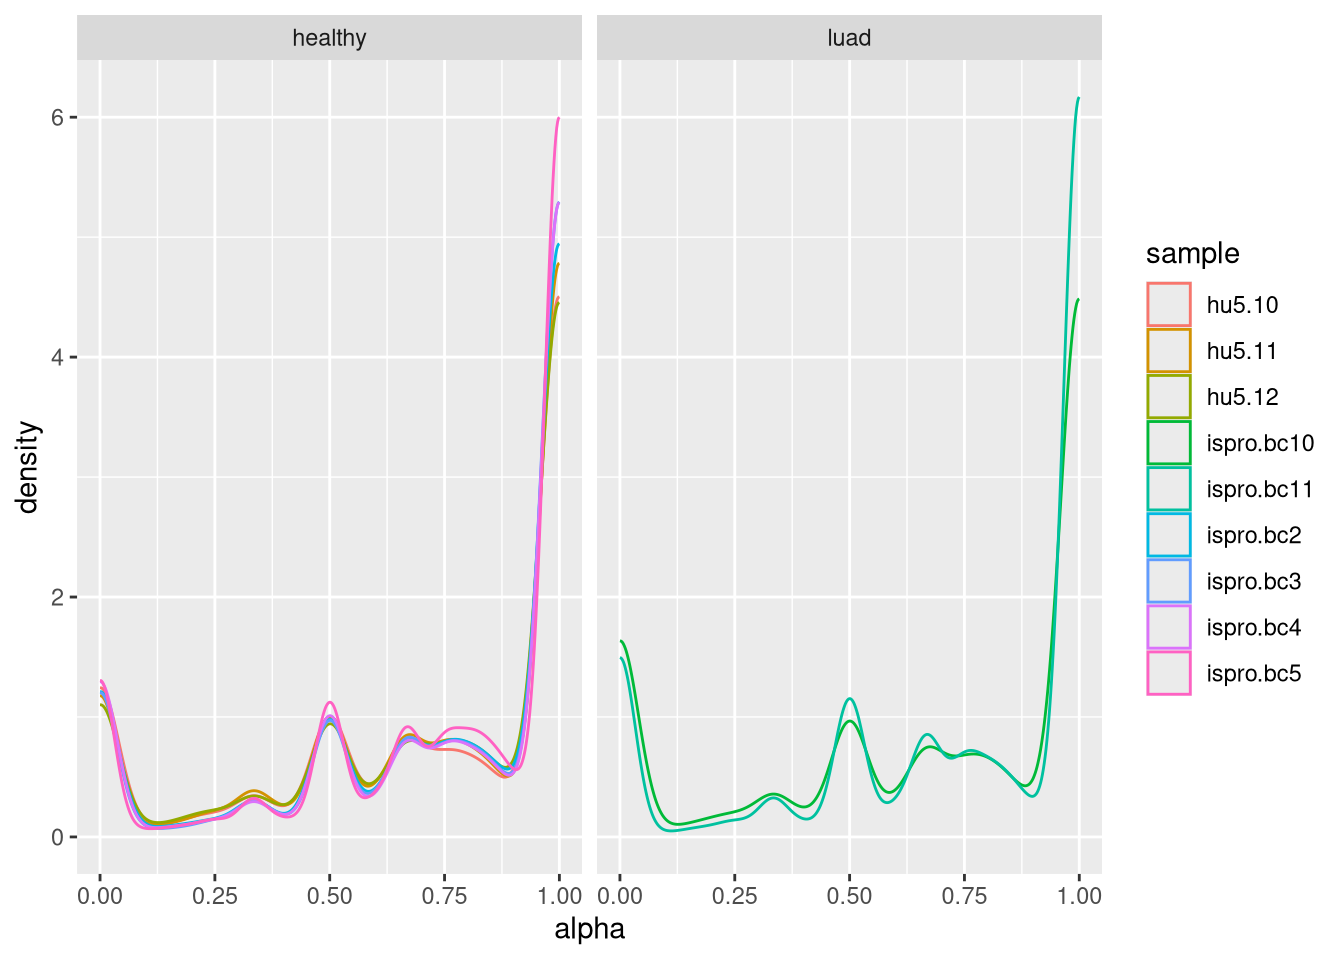 healthy
luad
density
6
4
2
0
0.00 0.25 0.50 0.75 1.00
0.00 0.25 0.50 0.75 1.00
alpha
sample
hu5.10
hu5.11
hu5.12
ispro.bc10
ispro.bc11
ispro.bc2
ispro.bc3
ispro.bc4
ispro.bc5